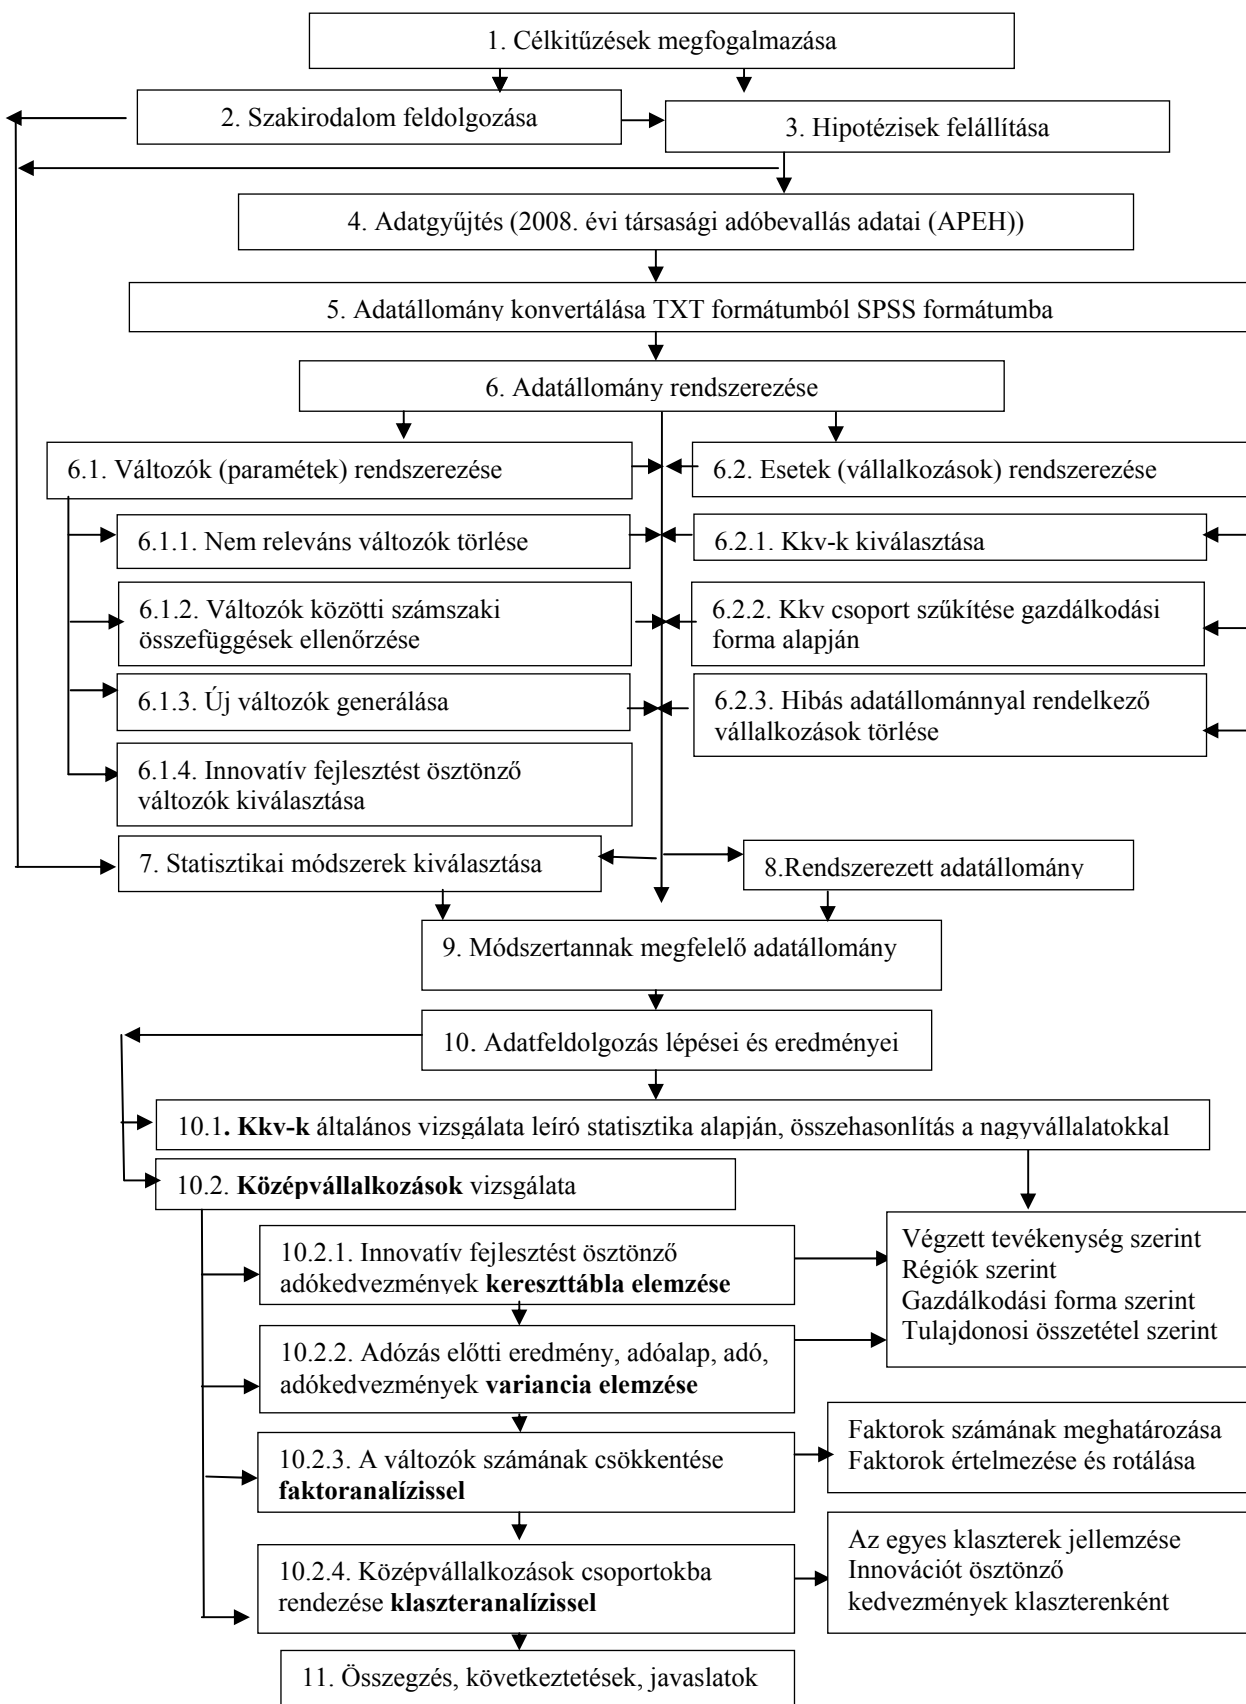 1. Célkitűzések megfogalmazása
2. Szakirodalom feldolgozása
3. Hipotézisek felállítása
4. Adatgyűjtés (2008. évi társasági adóbevallás adatai (APEH))
5. Adatállomány konvertálása TXT formátumból SPSS formátumba
6. Adatállomány rendszerezése
6.1. Változók (paraméтек) rendszerezése
6.2. Esetek (vállalkozások) rendszerezése
6.1.1. Nem releváns változók törlése
6.2.1. Kkv-k kiválasztása
6.1.2. Változók közötti számszaki
összefüggések ellenőrzése
6.2.2. Kkv csoport szűkítése gazdálkodási
forma alapján
6.1.3. Új változók generálása
6.2.3. Hibás adatállománnyal rendelkező
vállalkozások törlése
6.1.4. Innovatív fejlesztést ösztönző
változók kiválasztása
7. Statisztikai módszerek kiválasztása
8.Rendszerezett adatállomány
9. Módszertannak megfelelő adatállomány
10. Adatfeldolgozás lépései és eredményei
10.1. Kkv-k általános vizsgálata leíró statisztika alapján, összehasonlítás a nagyvállalatokkal
10.2. Középvállalkozások vizsgálata
10.2.1. Innovatív fejlesztést ösztönző
adókedvezmények kereszttábla elemzése
Végzett tevékenység szerint
Régiók szerint
Gazdálkodási forma szerint
Tulajdonosi összetétel szerint
10.2.2. Adózás előtti eredmény, adóalap, adó,
adókedvezmények variancia elemzése
10.2.3. A változók számának csökkentése
faktoranalízissel
Faktorok számának meghatározása
Faktorok értelmezése és rotálása
10.2.4. Középvállalkozások csoportokba
rendezése klaszteranalízissel
Az egyes klaszterek jellemzése
Innovációt ösztönző
kedvezmények klaszterenként
11. Összegzés, következtetések, javaslatok